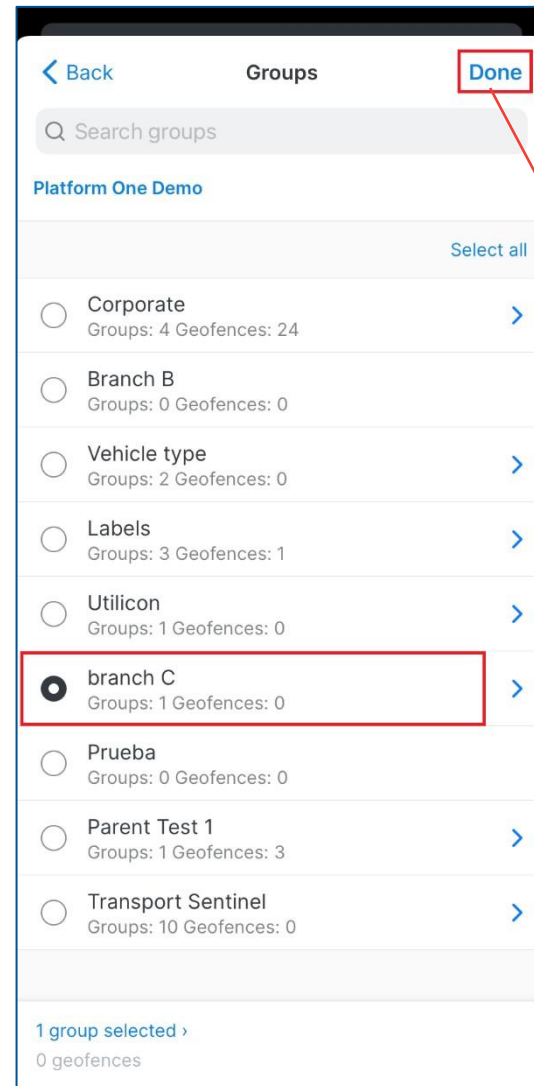 Back Groups Done
Search groups
Platform One Demo
Select all
Corporate
Groups: 4 Geofences: 24
Branch B
Groups: 0 Geofences: 0
Vehicle type
Groups: 2 Geofences: 0
Labels
Groups: 3 Geofences: 1
Utilicon
Groups: 1 Geofences: 0
branch C
Groups: 1 Geofences: 0
Prueba
Groups: 0 Geofences: 0
Parent Test 1
Groups: 1 Geofences: 3
Transport Sentinel
Groups: 10 Geofences: 0
1 group selected ›
0 geofences